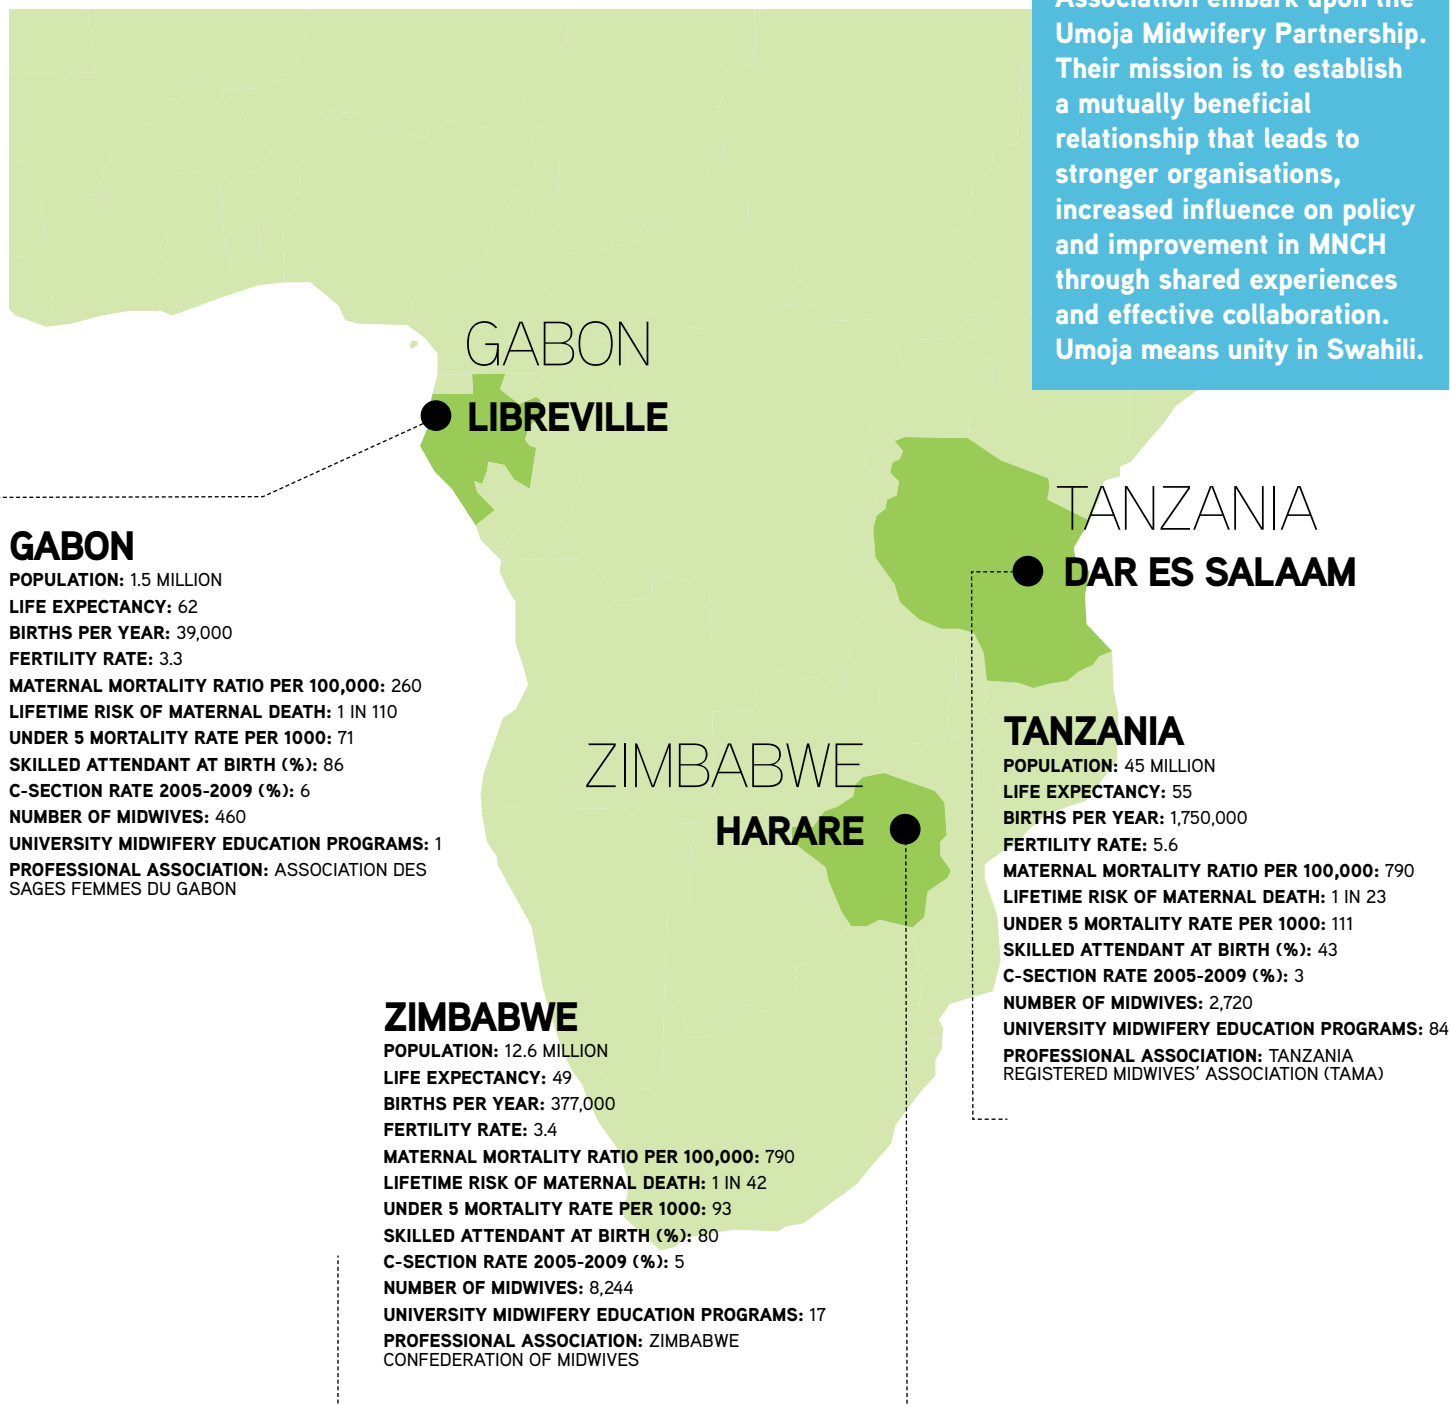 Association embark upon the
Umoja Midwifery Partnership.
Their mission is to establish
a mutually beneficial
relationship that leads to
stronger organisations,
increased influence on policy
and improvement in MNCH
through shared experiences
and effective collaboration.
Umoja means unity in Swahili.
GABON
LIBREVILLE
TANZANIA
DAR ES SALAAM
ZIMBABWE
HARARE
GABON
POPULATION: 1.5 MILLION
LIFE EXPECTANCY: 62
BIRTHS PER YEAR: 39,000
FERTILITY RATE: 3.3
MATERNAL MORTALITY RATIO PER 100,000: 260
LIFETIME RISK OF MATERNAL DEATH: 1 IN 110
UNDER 5 MORTALITY RATE PER 1000: 71
SKILLED ATTENDANT AT BIRTH (%): 86
C-SECTION RATE 2005-2009 (%): 6
NUMBER OF MIDWIVES: 460
UNIVERSITY MIDWIFERY EDUCATION PROGRAMS: 1
PROFESSIONAL ASSOCIATION: ASSOCIATION DES
SAGES FEMMES DU GABON
TANZANIA
POPULATION: 45 MILLION
LIFE EXPECTANCY: 55
BIRTHS PER YEAR: 1,750,000
FERTILITY RATE: 5.6
MATERNAL MORTALITY RATIO PER 100,000: 790
LIFETIME RISK OF MATERNAL DEATH: 1 IN 23
UNDER 5 MORTALITY RATE PER 1000: 111
SKILLED ATTENDANT AT BIRTH (%): 43
C-SECTION RATE 2005-2009 (%): 3
NUMBER OF MIDWIVES: 2,720
UNIVERSITY MIDWIFERY EDUCATION PROGRAMS: 84
PROFESSIONAL ASSOCIATION: TANZANIA
REGISTERED MIDWIVES’ ASSOCIATION (TAMA)
ZIMBABWE
POPULATION: 12.6 MILLION
LIFE EXPECTANCY: 49
BIRTHS PER YEAR: 377,000
FERTILITY RATE: 3.4
MATERNAL MORTALITY RATIO PER 100,000: 790
LIFETIME RISK OF MATERNAL DEATH: 1 IN 42
UNDER 5 MORTALITY RATE PER 1000: 93
SKILLED ATTENDANT AT BIRTH (%): 80
C-SECTION RATE 2005-2009 (%): 5
NUMBER OF MIDWIVES: 8,244
UNIVERSITY MIDWIFERY EDUCATION PROGRAMS: 17
PROFESSIONAL ASSOCIATION: ZIMBABWE
CONFEDERATION OF MIDWIVES